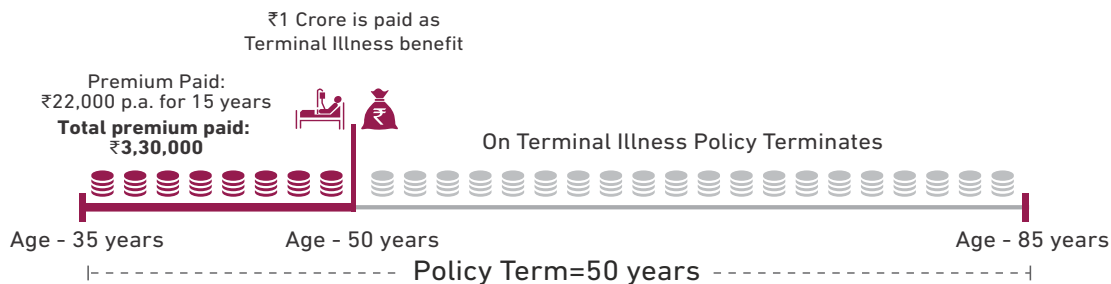 ₹1 Crore is paid as
Terminal Illness benefit
Premium Paid:
₹22,000 p.a. for 15 years
Total premium paid:
₹3,30,000
₹
On Terminal Illness Policy Terminates
Age - 35 years
Age - 50 years
Age - 85 years
Policy Term=50 years